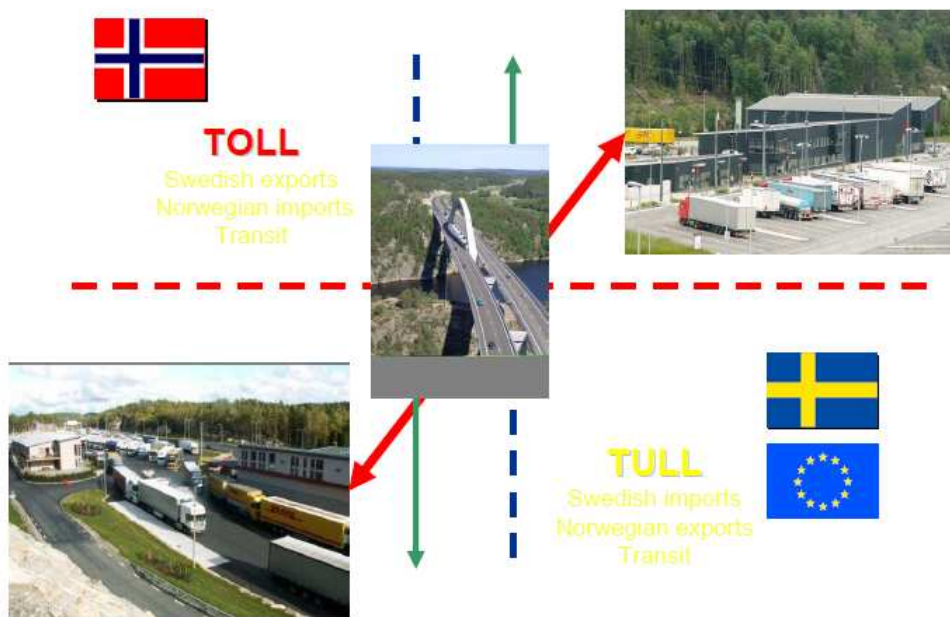 TOLL
Swedish exports
Norwegian imports
Transit
TULL
Swedish imports
Norwegian exports
Transit